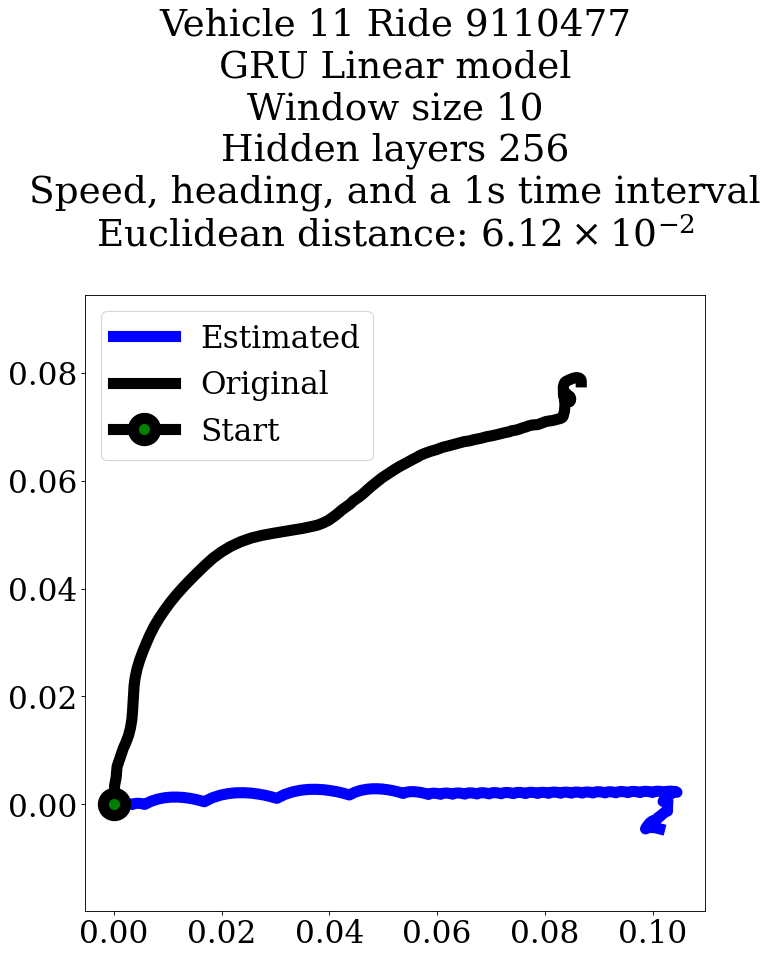 Vehicle 11 Ride 9110477
GRU Linear model
Window size 10
Hidden layers 256
Speed, heading, and a 1s time interval
Euclidean distance: 6.12 × 10⁻²
Estimated
Original
Start
0.08
0.06
0.04
0.02
0.00
0.00 0.02 0.04 0.06 0.08 0.10